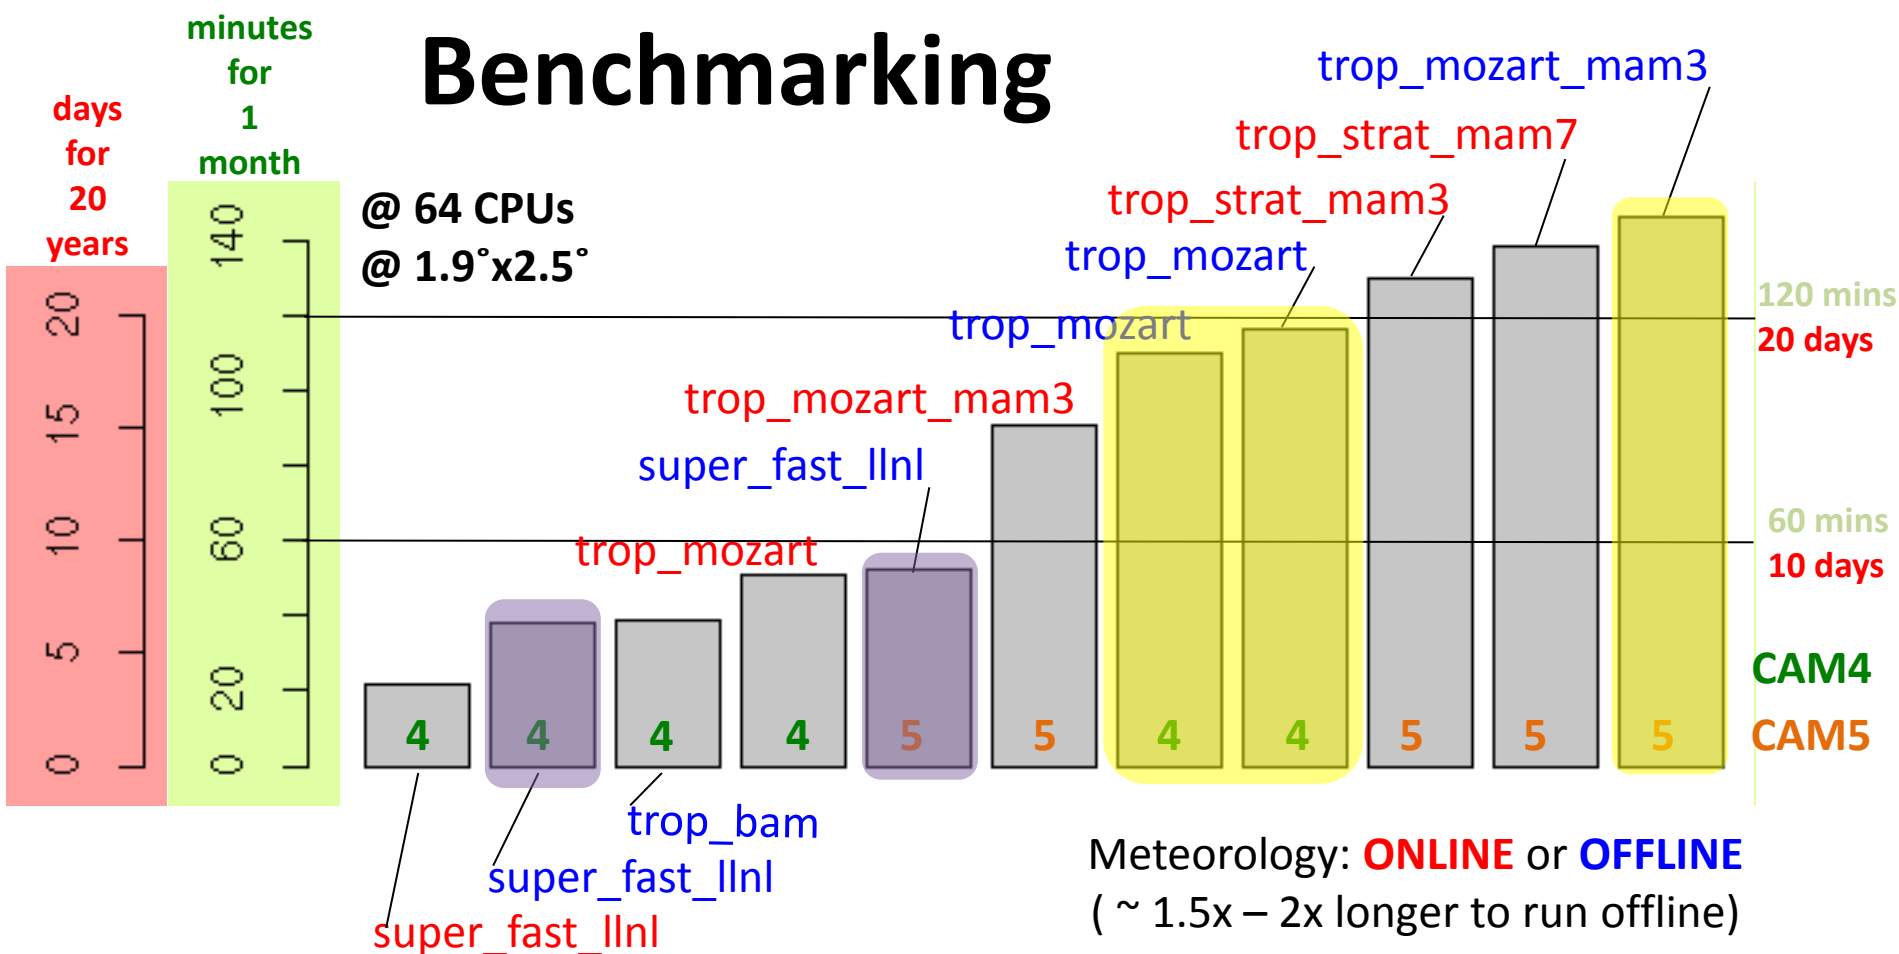 Benchmarking
days
for
20
years
minutes
for
1
month
@ 64 CPUs
@ 1.9°x2.5°
20
15
10
5
0
140
100
60
20
0
trop_mozart_mam3
trop_strat_mam7
trop_strat_mam3
trop_mozart
trop_mozart
trop_mozart_mam3
super_fast_llnl
trop_mozart
120 mins
20 days
60 mins
10 days
4 4 4 4 5 5 4 4 5 5 5
CAM4
CAM5
trop_bam
super_fast_llnl
super_fast_llnl
Meteorology: ONLINE or OFFLINE
( ~ 1.5x – 2x longer to run offline)